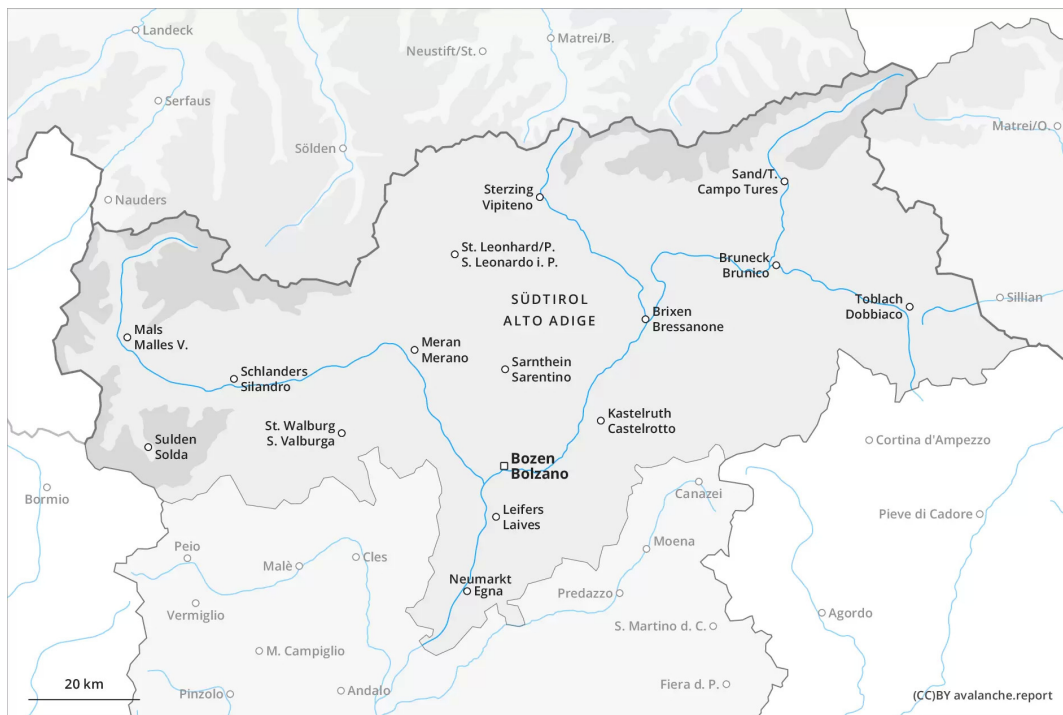 Landeck
Neustift/St.
Matrei/B.
Serfaus
Matrei/O.
Sölden
Nauders
Sterzing
Vipiteno
Sand/T.
Campo Tures
St. Leonhard/P.
S. Leonardo i. P.
Bruneck
Brunico
SÜDTIROL
ALTO ADIGE
Toblach
Dobbiaco
Sillian
Brixen
Bressanone
Mals
Malles V.
Meran
Merano
Sarnthein
Sarentino
Schlanders
Silandro
Kastelruth
Castelrotto
St. Walburg
S. Valburga
Sulden
Solda
Cortina d'Ampezzo
Bozen
Bolzano
Bormio
Canazei
Leifers
Laives
Pieve di Cadore
Peio
Malè
Cles
Moena
Neumarkt
Egna
Predazzo
Vermiglio
Agordo
S. Martino d. C.
M. Campiglio
20 km
Pinzolo
Andalo
Fiera d. P.
(CC)BY avalanche.report